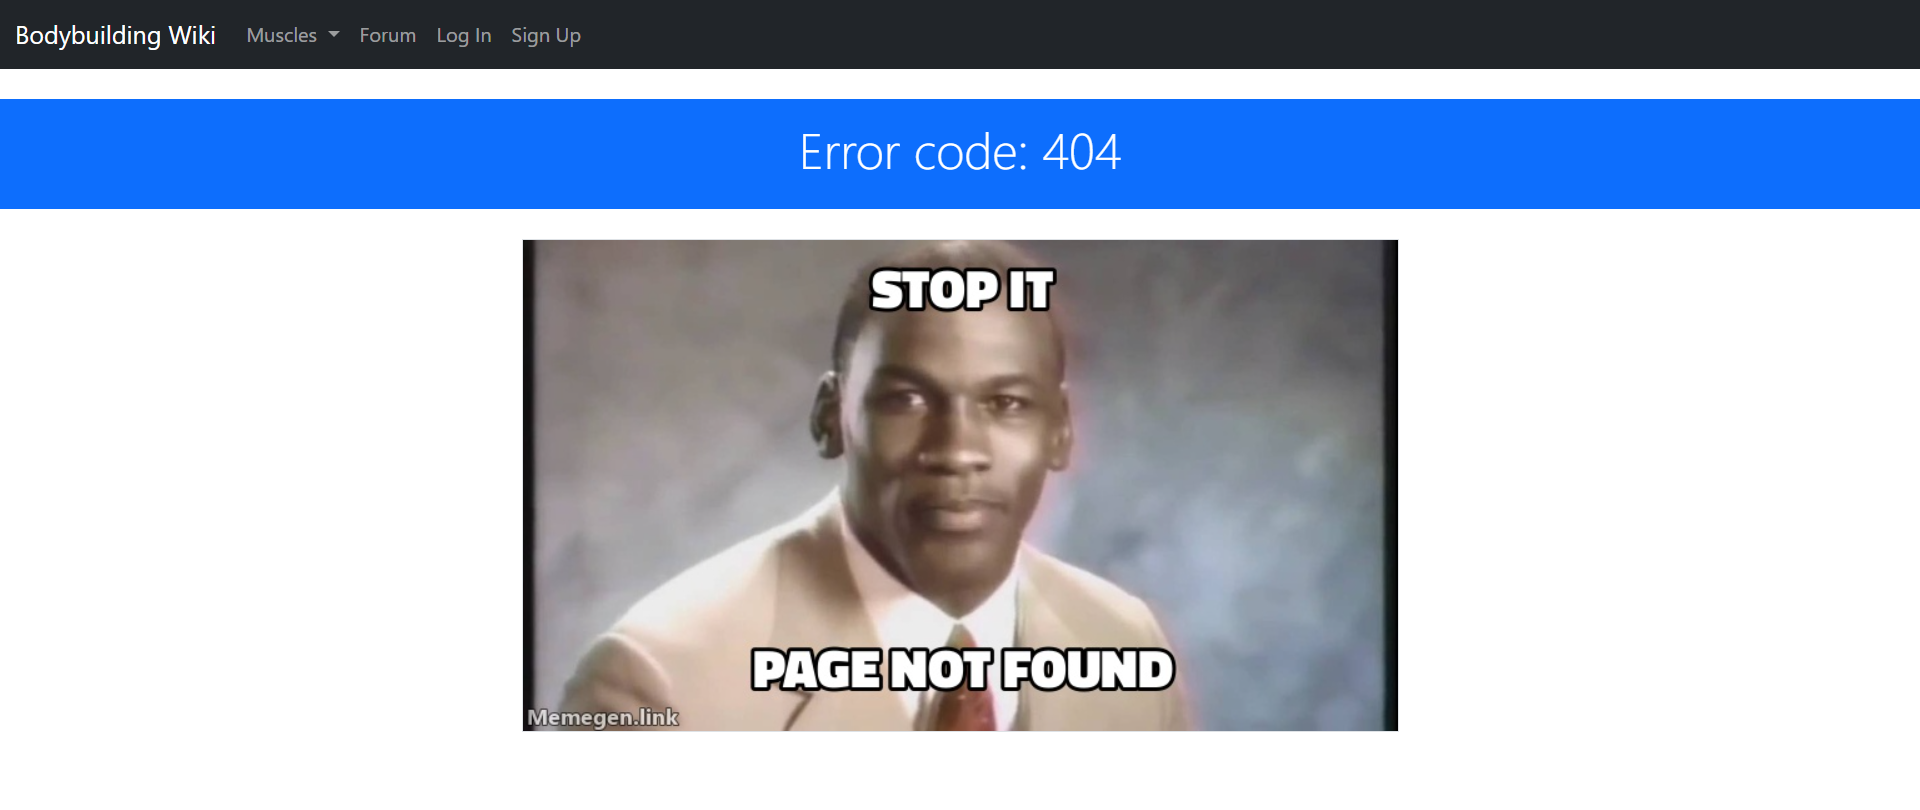 Bodybuilding Wiki Muscles Forum Log In Sign Up
Error code: 404
STOP IT
PAGE NOT FOUND
Memegen.link